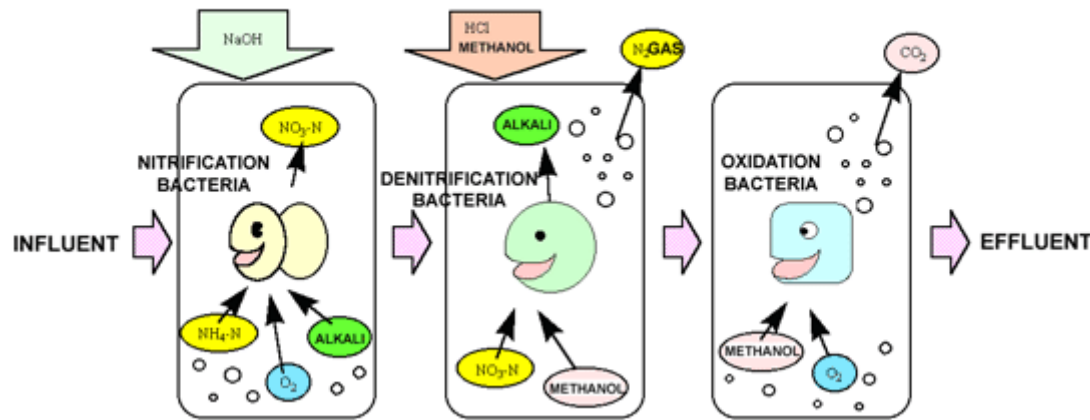 NaOH
HCl
METHANOL
N₂GAS
CO₂
NO₃-N
ALKALI
NITRIFICATION
BACTERIA
DENITRIFICATION
BACTERIA
OXIDATION
BACTERIA
INFLUENT
EFFLUENT
NH₄-N
ALKALI
O₂
NO₃-N
METHANOL
METHANOL
O₂